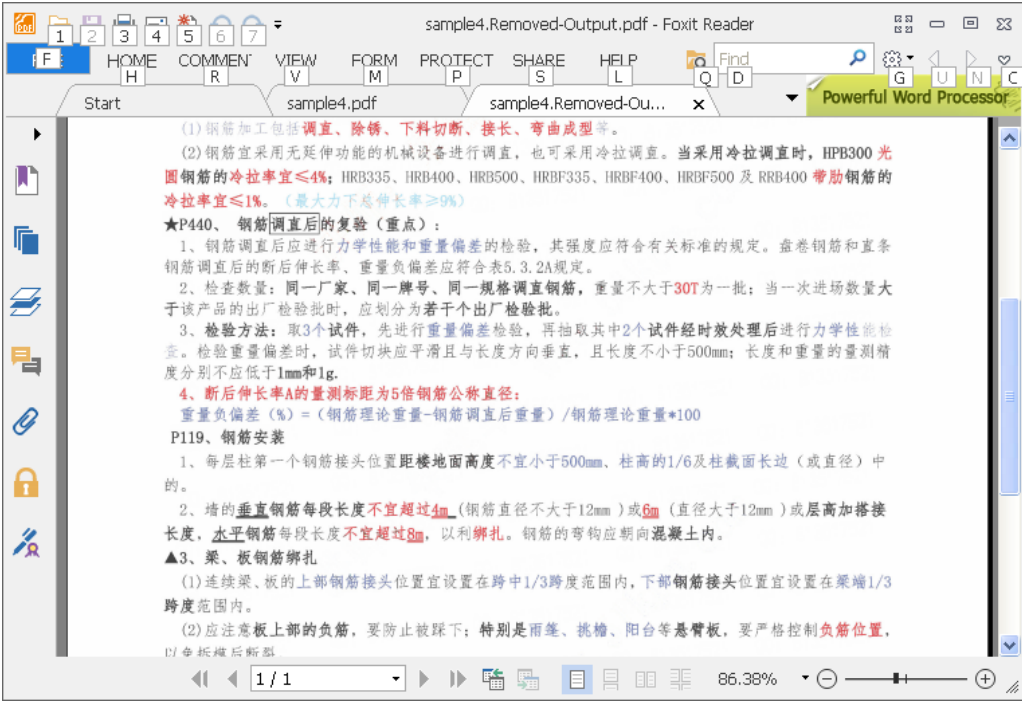 sample4.Removed-Output.pdf - Foxit Reader
1 2 3 4 5 6 7
HOME COMMENT VIEW FORM PROTECT SHARE HELP Find
F H R V M P S L Q D G U N C
Start sample4.pdf sample4.Removed-Ou... Powerful Word Processor
(1)钢筋加工包括调直、除锈、下料切断、接长、弯曲成型等。
(2)钢筋宜采用无延伸功能的机械设备进行调直，也可采用冷拉调直。当采用冷拉调直时，HPB300 光
圆钢筋的冷拉率宜≤4%；HRB335、HRB400、HRB500、HRBF335、HRBF400、HRBF500 及 RRB400 带肋钢筋的
冷拉率宜≤1%。（最大力下总伸长率≥9%）
★P440、 钢筋调直后的复验（重点）：
1、钢筋调直后应进行力学性能和重量偏差的检验，其强度应符合有关标准的规定。盘卷钢筋和直条
钢筋调直后的断后伸长率、重量负偏差应符合表5.3.2A规定。
2、检查数量：同一厂家、同一牌号、同一规格调直钢筋，重量不大于30T为一批；当一次进场数量大
于该产品的出厂检验批时，应划分为若干个出厂检验批。
3、检验方法：取3个试件，先进行重量偏差检验，再抽取其中2个试件经时效处理后进行力学性能检
查。检验重量偏差时，试件切块应平滑且与长度方向垂直，且长度不小于500mm；长度和重量的量测精
度分别不应低于1mm和1g.
4、断后伸长率A的量测标距为5倍钢筋公称直径：
重量负偏差（%）=（钢筋理论重量-钢筋调直后重量）/钢筋理论重量*100
P119、钢筋安装
1、每层柱第一个钢筋接头位置距楼地面高度不宜小于500mm、柱高的1/6及柱截面长边（或直径）中
的。
2、墙的垂直钢筋每段长度不宜超过4m （钢筋直径不大于12mm ）或6m （直径大于12mm ）或层高加搭接
长度，水平钢筋每段长度不宜超过8m，以利绑扎。钢筋的弯钩应朝向混凝土内。
▲3、梁、板钢筋绑扎
(1)连续梁、板的上部钢筋接头位置宜设置在跨中1/3跨度范围内，下部钢筋接头位置宜设置在梁端1/3
跨度范围内。
(2)应注意板上部的负筋，要防止被踩下；特别是雨蓬、挑檐、阳台等悬臂板，要严格控制负筋位置，
以免拆模后断裂。
1 / 1 86.38%